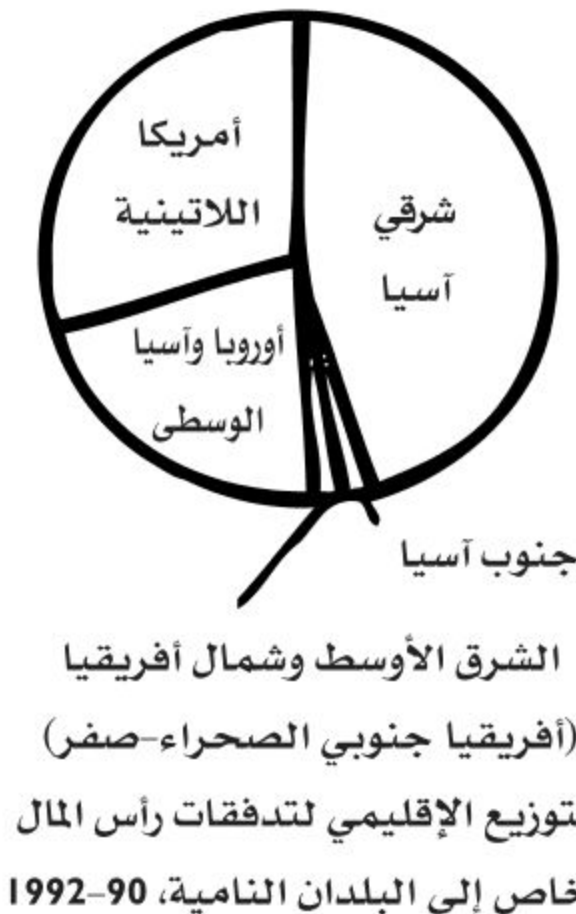 أمريكا
اللاتينية
شرقي
آسيا
أوروبا وآسيا
الوسطى
جنوب آسيا
الشرق الأوسط وشمال أفريقيا
(أفريقيا جنوبي الصحراء-صفر)
توزيع الإقليمي لتدفقات رأس المال
خاص إلى البلدان النامية، 90-1992